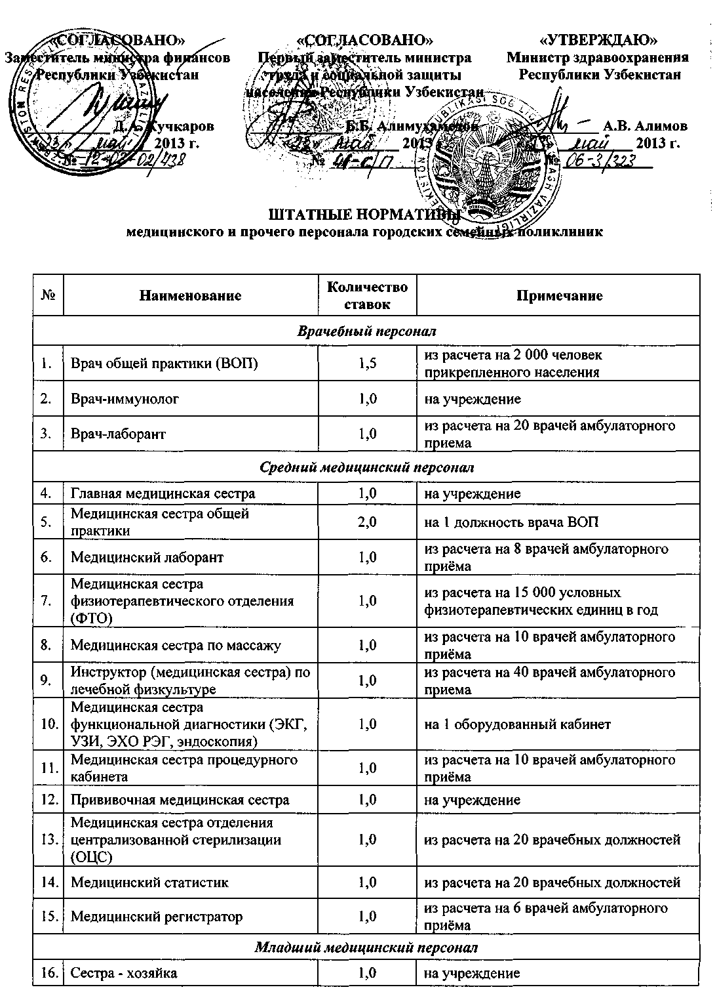 «СОГЛАСОВАНО»
Заместитель министра финансов
Республики Узбекистан
Кучкаров
май 2013 г.
№ 12-02-02/438
«СОГЛАСОВАНО»
Первый заместитель министра
труда и социальной защиты
населения Республики Узбекистан
Б.Б. Алимухамедов
май 2013 г.
№
«УТВЕРЖДАЮ»
Министр здравоохранения
Республики Узбекистан
А.В. Алимов
май 2013 г.
№ 06-3/323
ШТАТНЫЕ НОРМАТИВЫ
медицинского и прочего персонала городских семейных поликлиник
№ Наименование Количество ставок Примечание
Врачебный персонал
1. Врач общей практики (ВОП) 1,5 из расчета на 2 000 человек
прикрепленного населения
2. Врач-иммунолог 1,0 на учреждение
3. Врач-лаборант 1,0 из расчета на 20 врачей амбулаторного
приема
Средний медицинский персонал
4. Главная медицинская сестра 1,0 на учреждение
5. Медицинская сестра общей
практики 2,0 на 1 должность врача ВОП
6. Медицинский лаборант 1,0 из расчета на 8 врачей амбулаторного
приёма
7. Медицинская сестра
физиотерапевтического отделения
(ФТО) 1,0 из расчета на 15 000 условных
физиотерапевтических единиц в год
8. Медицинская сестра по массажу 1,0 из расчета на 10 врачей амбулаторного
приёма
9. Инструктор (медицинская сестра) по
лечебной физкультуре 1,0 из расчета на 40 врачей амбулаторного
приема
10. Медицинская сестра
функциональной диагностики (ЭКГ,
УЗИ, ЭХО РЭГ, эндоскопия) 1,0 на 1 оборудованный кабинет
11. Медицинская сестра процедурного
кабинета 1,0 из расчета на 10 врачей амбулаторного
приёма
12. Прививочная медицинская сестра 1,0 на учреждение
13. Медицинская сестра отделения
централизованной стерилизации
(ОЦС) 1,0 из расчета на 20 врачебных должностей
14. Медицинский статистик 1,0 из расчета на 20 врачебных должностей
15. Медицинский регистратор 1,0 из расчета на 6 врачей амбулаторного
приёма
Младший медицинский персонал
16. Сестра - хозяйка 1,0 на учреждение